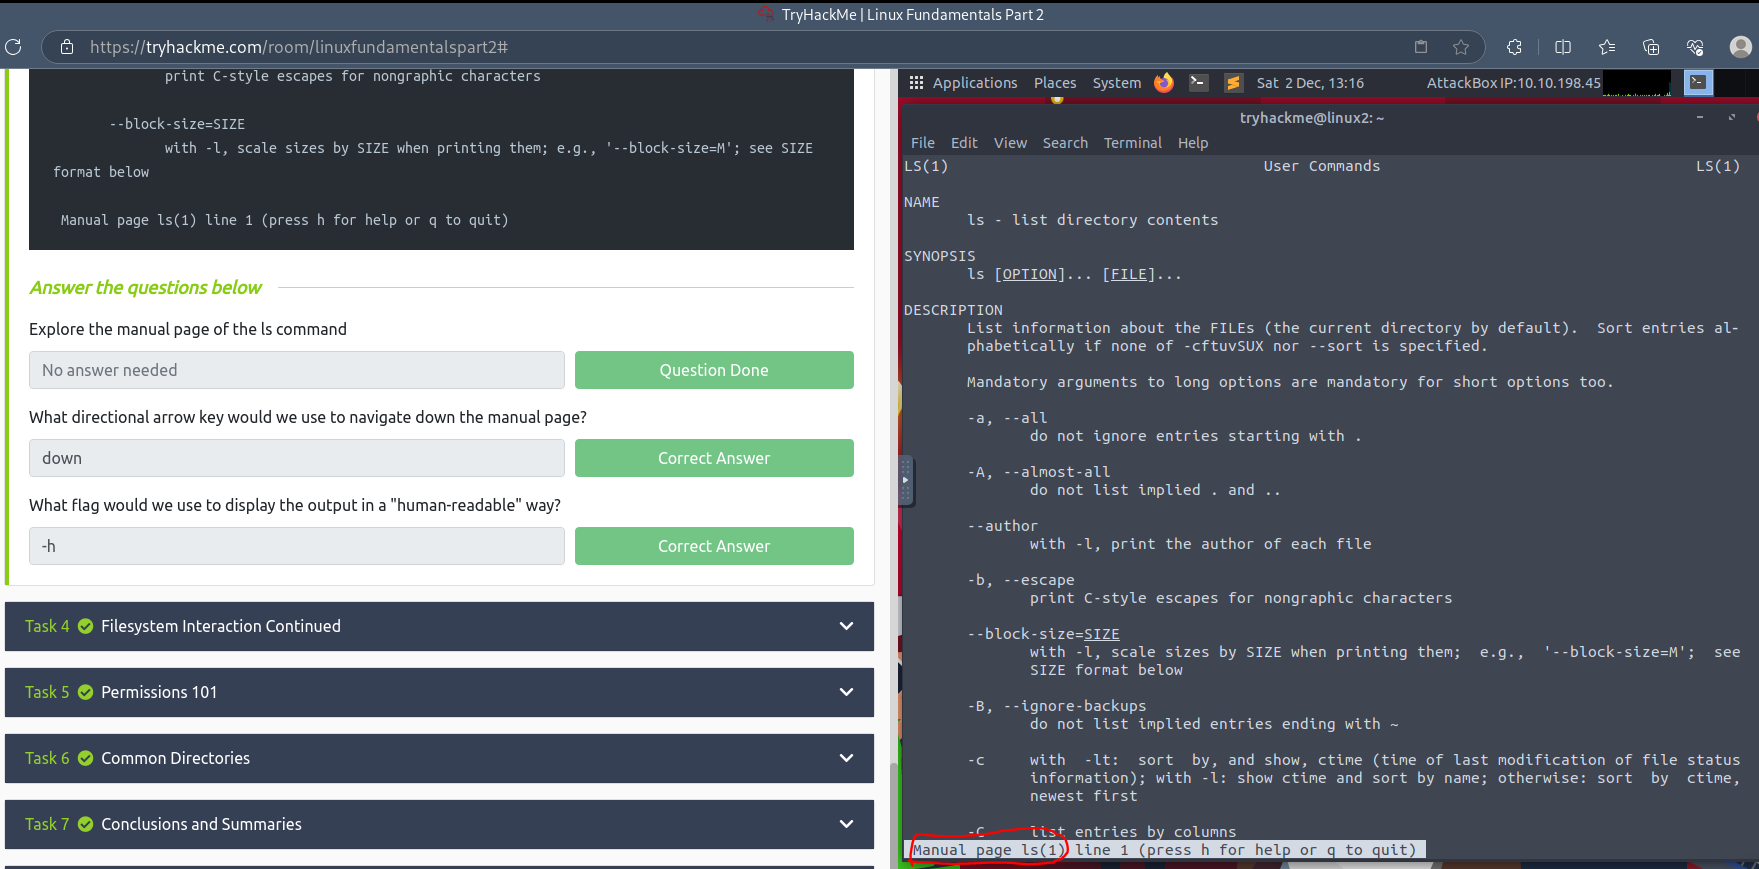 TryHackMe | Linux Fundamentals Part 2
https://tryhackme.com/room/linuxfundamentalspart2#
print C-style escapes for nongraphic characters
--block-size=SIZE
with -l, scale sizes by SIZE when printing them; e.g., '--block-size=M'; see SIZE
format below
Manual page ls(1) line 1 (press h for help or q to quit)
Answer the questions below
Explore the manual page of the ls command
No answer needed
Question Done
What directional arrow key would we use to navigate down the manual page?
down
Correct Answer
What flag would we use to display the output in a "human-readable" way?
-h
Correct Answer
Task 4 Filesystem Interaction Continued
Task 5 Permissions 101
Task 6 Common Directories
Task 7 Conclusions and Summaries
Applications Places System Sat 2 Dec, 13:16 AttackBox IP:10.10.198.45
tryhackme@linux2: ~
File Edit View Search Terminal Help
LS(1) User Commands LS(1)
NAME
ls - list directory contents
SYNOPSIS
ls [OPTION]... [FILE]...
DESCRIPTION
List information about the FILEs (the current directory by default). Sort entries al-
phabetically if none of -cftuvSUX nor --sort is specified.
Mandatory arguments to long options are mandatory for short options too.
-a, --all
do not ignore entries starting with .
-A, --almost-all
do not list implied . and ..
--author
with -l, print the author of each file
-b, --escape
print C-style escapes for nongraphic characters
--block-size=SIZE
with -l, scale sizes by SIZE when printing them; e.g., '--block-size=M'; see
SIZE format below
-B, --ignore-backups
do not list implied entries ending with ~
-c with -lt: sort by, and show, ctime (time of last modification of file status
information); with -l: show ctime and sort by name; otherwise: sort by ctime,
newest first
-C list entries by columns
Manual page ls(1) line 1 (press h for help or q to quit)